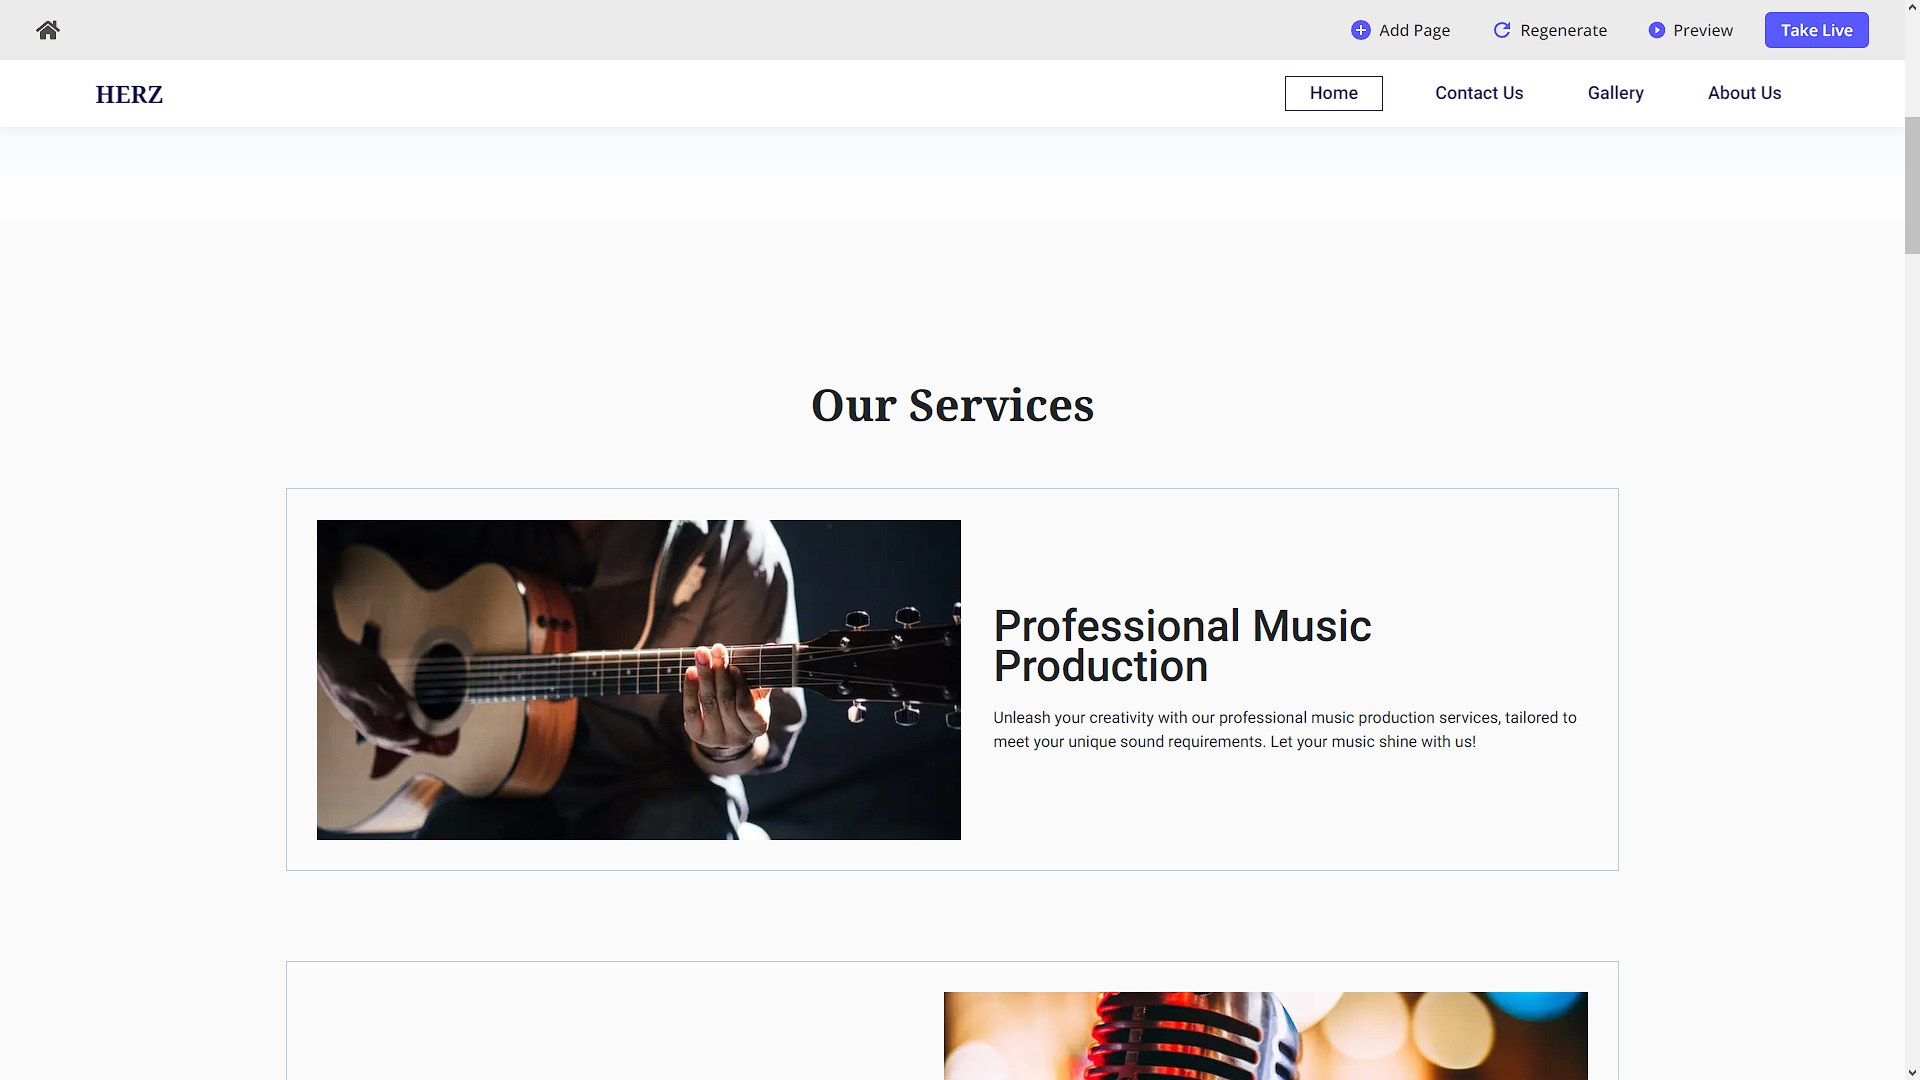 Add Page
Regenerate
Preview
Take Live
HERZ
Home
Contact Us
Gallery
About Us
Our Services
Professional Music
Production
Unleash your creativity with our professional music production services, tailored to
meet your unique sound requirements. Let your music shine with us!